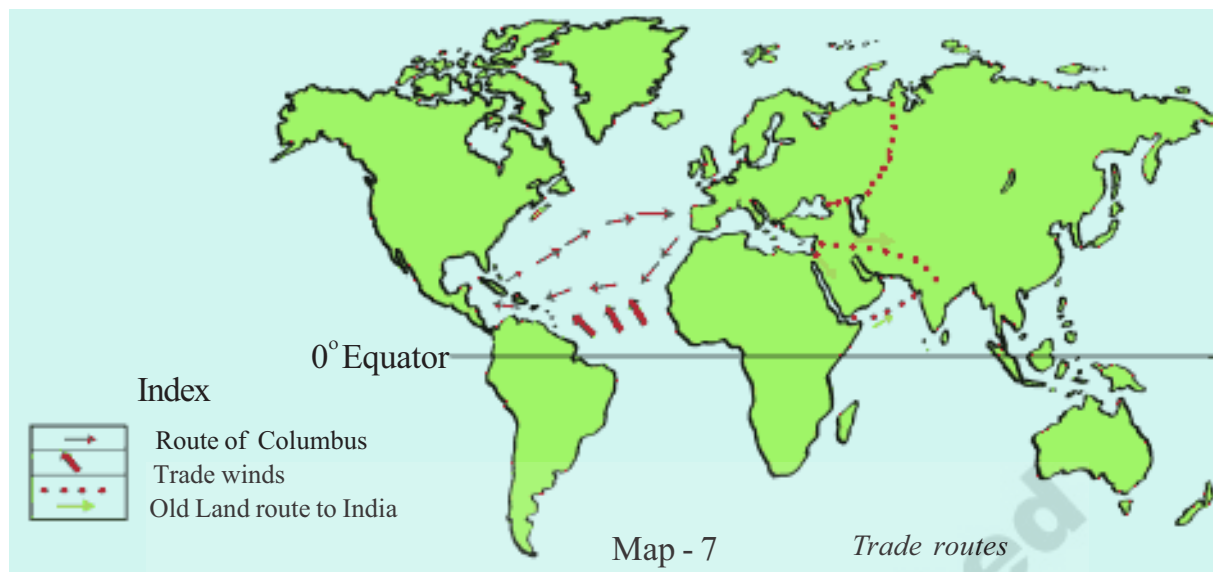 0° Equator
Index
Route of Columbus
Trade winds
Old Land route to India
Map - 7
Trade routes